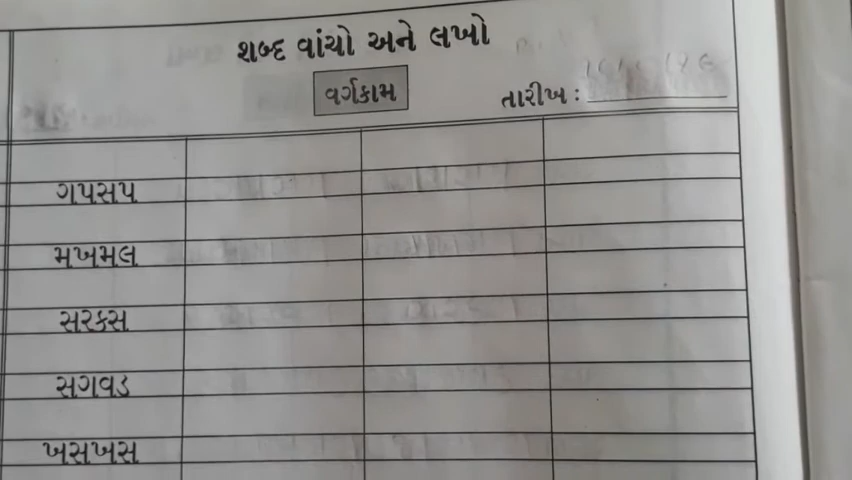 શબ્દ વાંચો અને લખો
વર્ગકામ
તારીખ :
ગપસપ
મખમલ
સરકસ
સગવડ
ખસખસ